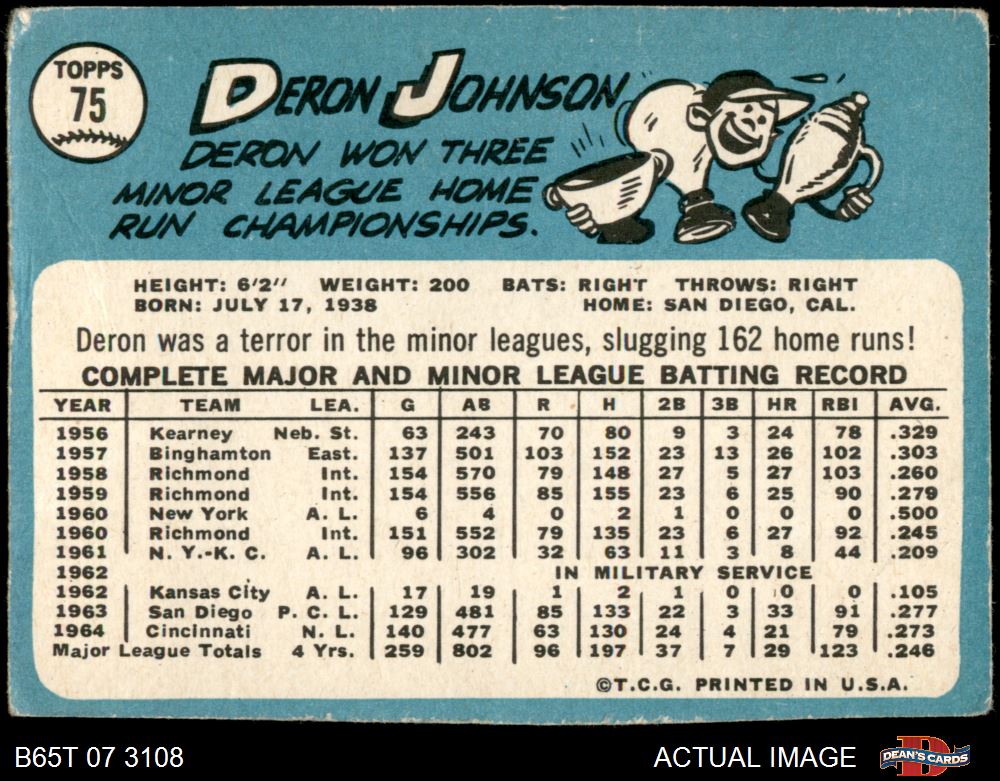 TOPPS
75
DERON JOHNSON
DERON WON THREE
MINOR LEAGUE HOME
RUN CHAMPIONSHIPS.
HEIGHT: 6'2" WEIGHT: 200 BATS: RIGHT THROWS: RIGHT
BORN: JULY 17, 1938 HOME: SAN DIEGO, CAL.
Deron was a terror in the minor leagues, slugging 162 home runs!
COMPLETE MAJOR AND MINOR LEAGUE BATTING RECORD
YEAR TEAM LEA. G AB R H 2B 3B HR RBI AVG.
1956 Kearney Neb. St. 63 243 70 80 9 3 24 78 .329
1957 Binghamton East. 137 501 103 152 23 13 26 102 .303
1958 Richmond Int. 154 570 79 148 27 5 27 103 .260
1959 Richmond Int. 154 556 85 155 23 6 25 90 .279
1960 New York A. L. 6 4 0 2 1 0 0 0 .500
1960 Richmond Int. 151 552 79 135 23 6 27 92 .245
1961 N. Y.-K. C. A. L. 96 302 32 63 11 3 8 44 .209
1962 IN MILITARY SERVICE
1962 Kansas City A. L. 17 19 1 2 1 0 0 0 .105
1963 San Diego P. C. L. 129 481 85 133 22 3 33 91 .277
1964 Cincinnati N. L. 140 477 63 130 24 4 21 79 .273
Major League Totals 4 Yrs. 259 802 96 197 37 7 29 123 .246
©T.C.G. PRINTED IN U.S.A.
B65T 07 3108 ACTUAL IMAGE DEAN'S CARDS